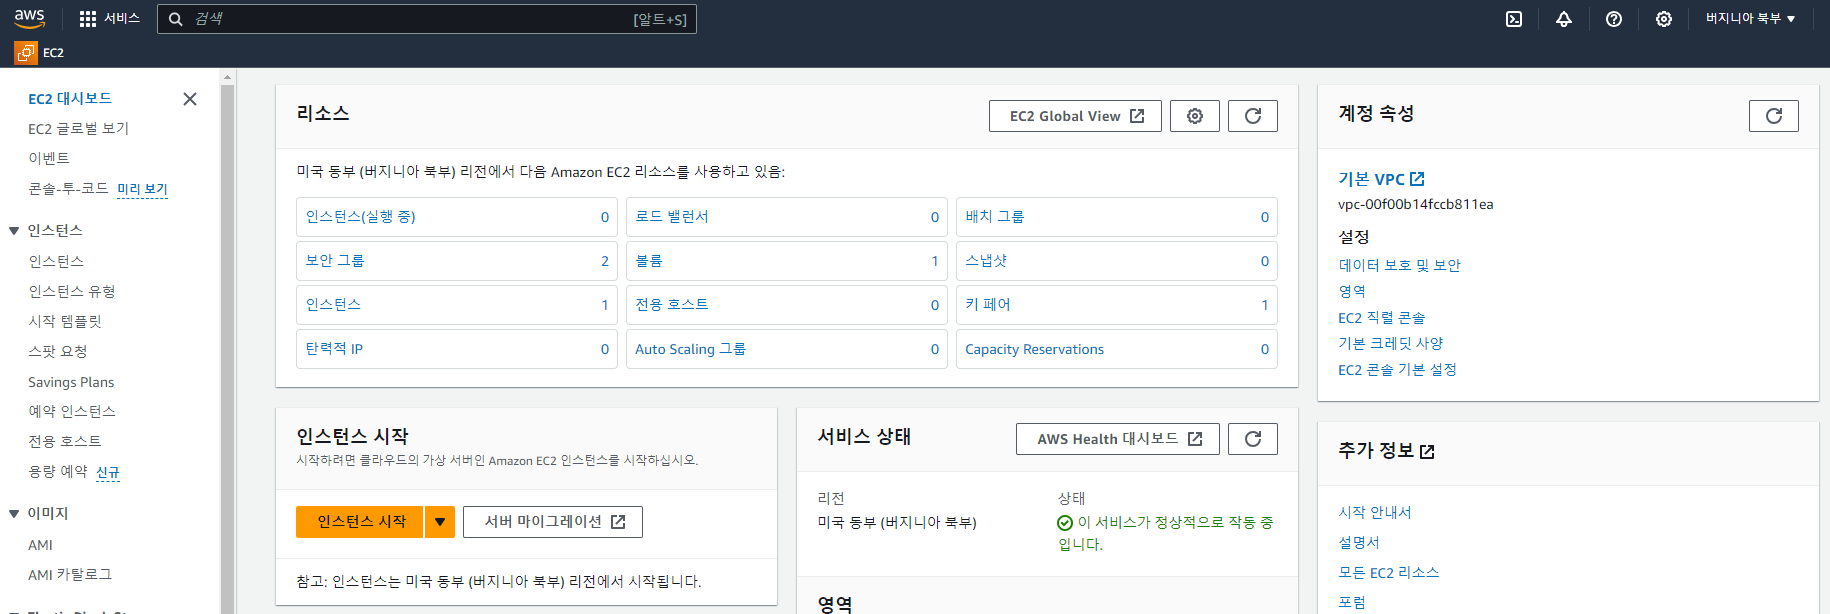 aws
서비스
검색
[알트+S]
버지니아 북부 ▼
EC2
EC2 대시보드
EC2 글로벌 보기
이벤트
콘솔-투-코드 미리 보기
인스턴스
인스턴스
인스턴스 유형
시작 템플릿
스팟 요청
Savings Plans
예약 인스턴스
전용 호스트
용량 예약 신규
이미지
AMI
AMI 카탈로그
리소스
EC2 Global View
미국 동부 (버지니아 북부) 리전에서 다음 Amazon EC2 리소스를 사용하고 있음:
인스턴스(실행 중) 0
로드 밸런서 0
배치 그룹 0
보안 그룹 2
볼륨 1
스냅샷 0
인스턴스 1
전용 호스트 0
키 페어 1
탄력적 IP 0
Auto Scaling 그룹 0
Capacity Reservations 0
인스턴스 시작
시작하려면 클라우드의 가상 서버인 Amazon EC2 인스턴스를 시작하십시오.
인스턴스 시작
서버 마이그레이션
참고: 인스턴스는 미국 동부 (버지니아 북부) 리전에서 시작됩니다.
서비스 상태
AWS Health 대시보드
리전
미국 동부 (버지니아 북부)
상태
이 서비스가 정상적으로 작동 중
입니다.
영역
계정 속성
기본 VPC
vpc-00f00b14fccb811ea
설정
데이터 보호 및 보안
영역
EC2 직렬 콘솔
기본 크레딧 사양
EC2 콘솔 기본 설정
추가 정보
시작 안내서
설명서
모든 EC2 리소스
포럼